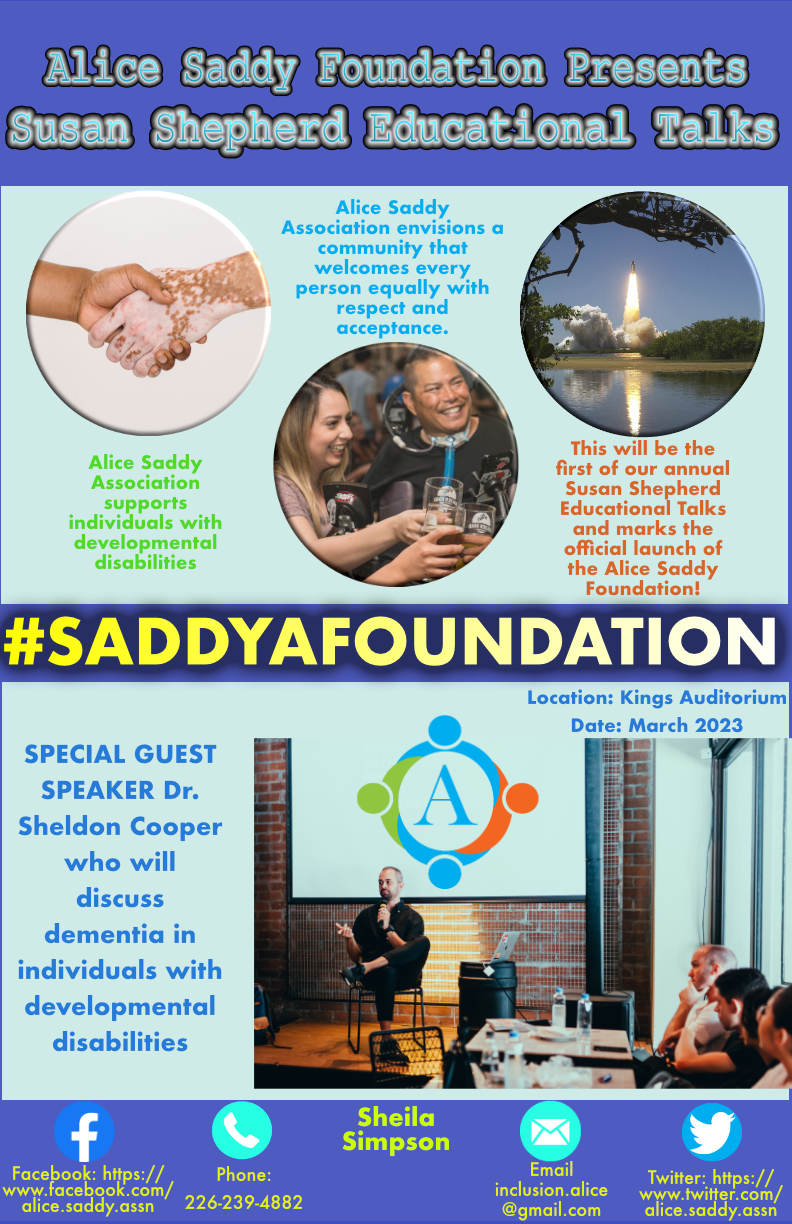 Alice Saddy Foundation Presents
Susan Shepherd Educational Talks
Alice Saddy
Association envisions a
community that
welcomes every
person equally with
respect and
acceptance.
Alice Saddy
Association
supports
individuals with
developmental
disabilities
This will be the
first of our annual
Susan Shepherd
Educational Talks
and marks the
official launch of
the Alice Saddy
Foundation!
#SADDYAFOUNDATION
Location: Kings Auditorium
Date: March 2023
SPECIAL GUEST
SPEAKER Dr.
Sheldon Cooper
who will
discuss
dementia in
individuals with
developmental
disabilities
A
Facebook: https://
www.facebook.com/
alice.saddy.assn
Phone:
226-239-4882
Sheila
Simpson
Email
inclusion.alice
@gmail.com
Twitter: https://
www.twitter.com/
alice.saddy.assn